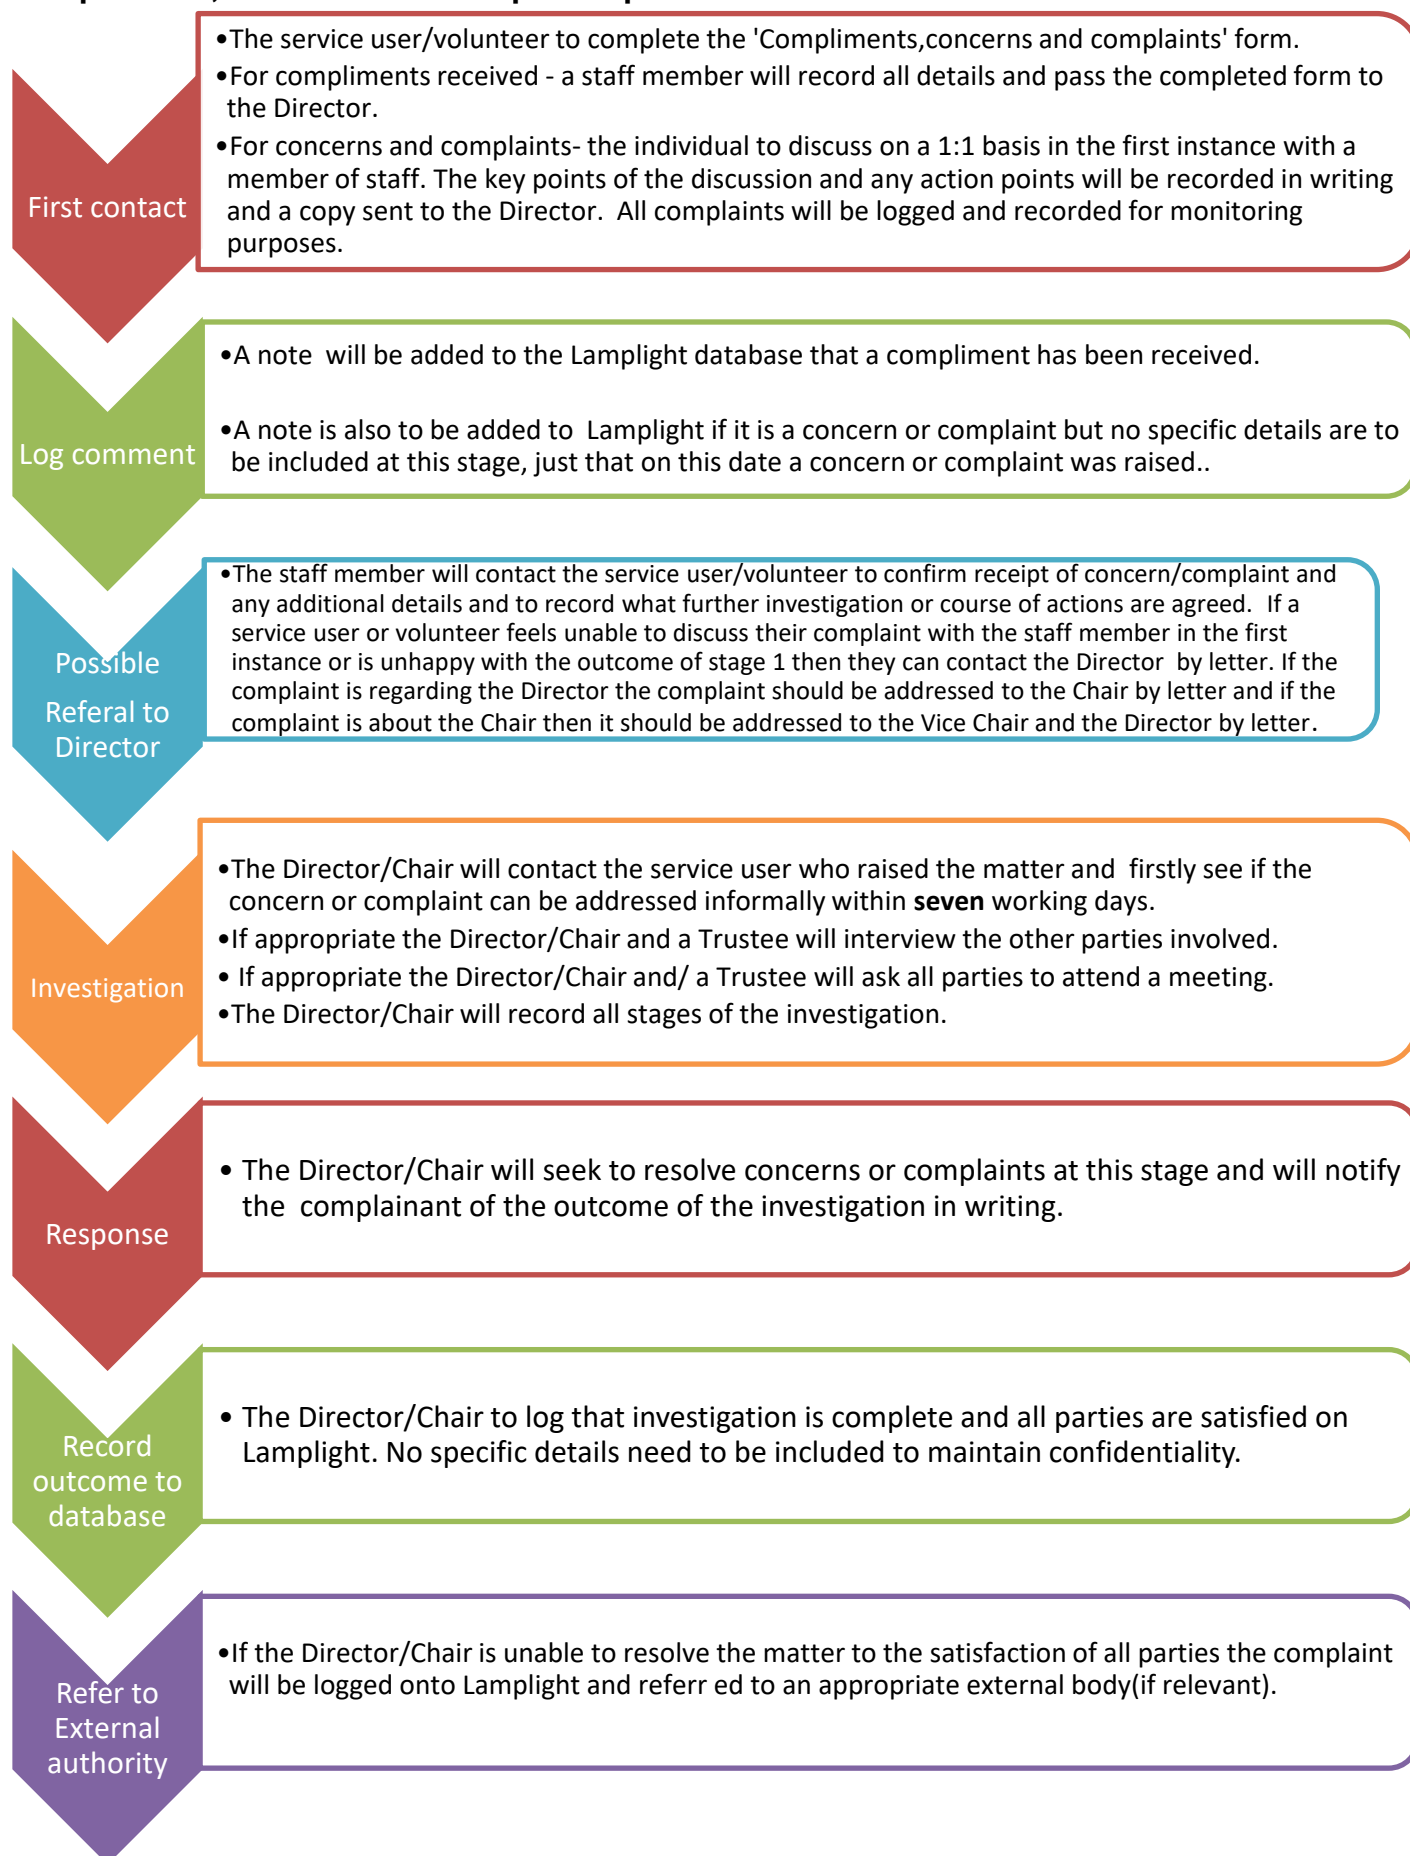 •The service user/volunteer to complete the 'Compliments,concerns and complaints' form.
•For compliments received - a staff member will record all details and pass the completed form to
the Director.
•For concerns and complaints- the individual to discuss on a 1:1 basis in the first instance with a
member of staff. The key points of the discussion and any action points will be recorded in writing
and a copy sent to the Director.  All complaints will be logged and recorded for monitoring
purposes.
First contact
•A note  will be added to the Lamplight database that a compliment has been received.
•A note is also to be added to  Lamplight if it is a concern or complaint but no specific details are to
be included at this stage, just that on this date a concern or complaint was raised..
Log comment
•The staff member will contact the service user/volunteer to confirm receipt of concern/complaint and
any additional details and to record what further investigation or course of actions are agreed.  If a
service user or volunteer feels unable to discuss their complaint with the staff member in the first
instance or is unhappy with the outcome of stage 1 then they can contact the Director  by letter. If the
complaint is regarding the Director the complaint should be addressed to the Chair by letter and if the
complaint is about the Chair then it should be addressed to the Vice Chair and the Director by letter.
Possible
Referal to
Director
•The Director/Chair will contact the service user who raised the matter and  firstly see if the
concern or complaint can be addressed informally within seven working days.
•If appropriate the Director/Chair and a Trustee will interview the other parties involved.
• If appropriate the Director/Chair and/ a Trustee will ask all parties to attend a meeting.
•The Director/Chair will record all stages of the investigation.
Investigation
• The Director/Chair will seek to resolve concerns or complaints at this stage and will notify
the  complainant of the outcome of the investigation in writing.
Response
• The Director/Chair to log that investigation is complete and all parties are satisfied on
Lamplight. No specific details need to be included to maintain confidentiality.
Record
outcome to
database
•If the Director/Chair is unable to resolve the matter to the satisfaction of all parties the complaint
will be logged onto Lamplight and referr ed to an appropriate external body(if relevant).
Refer to
External
authority